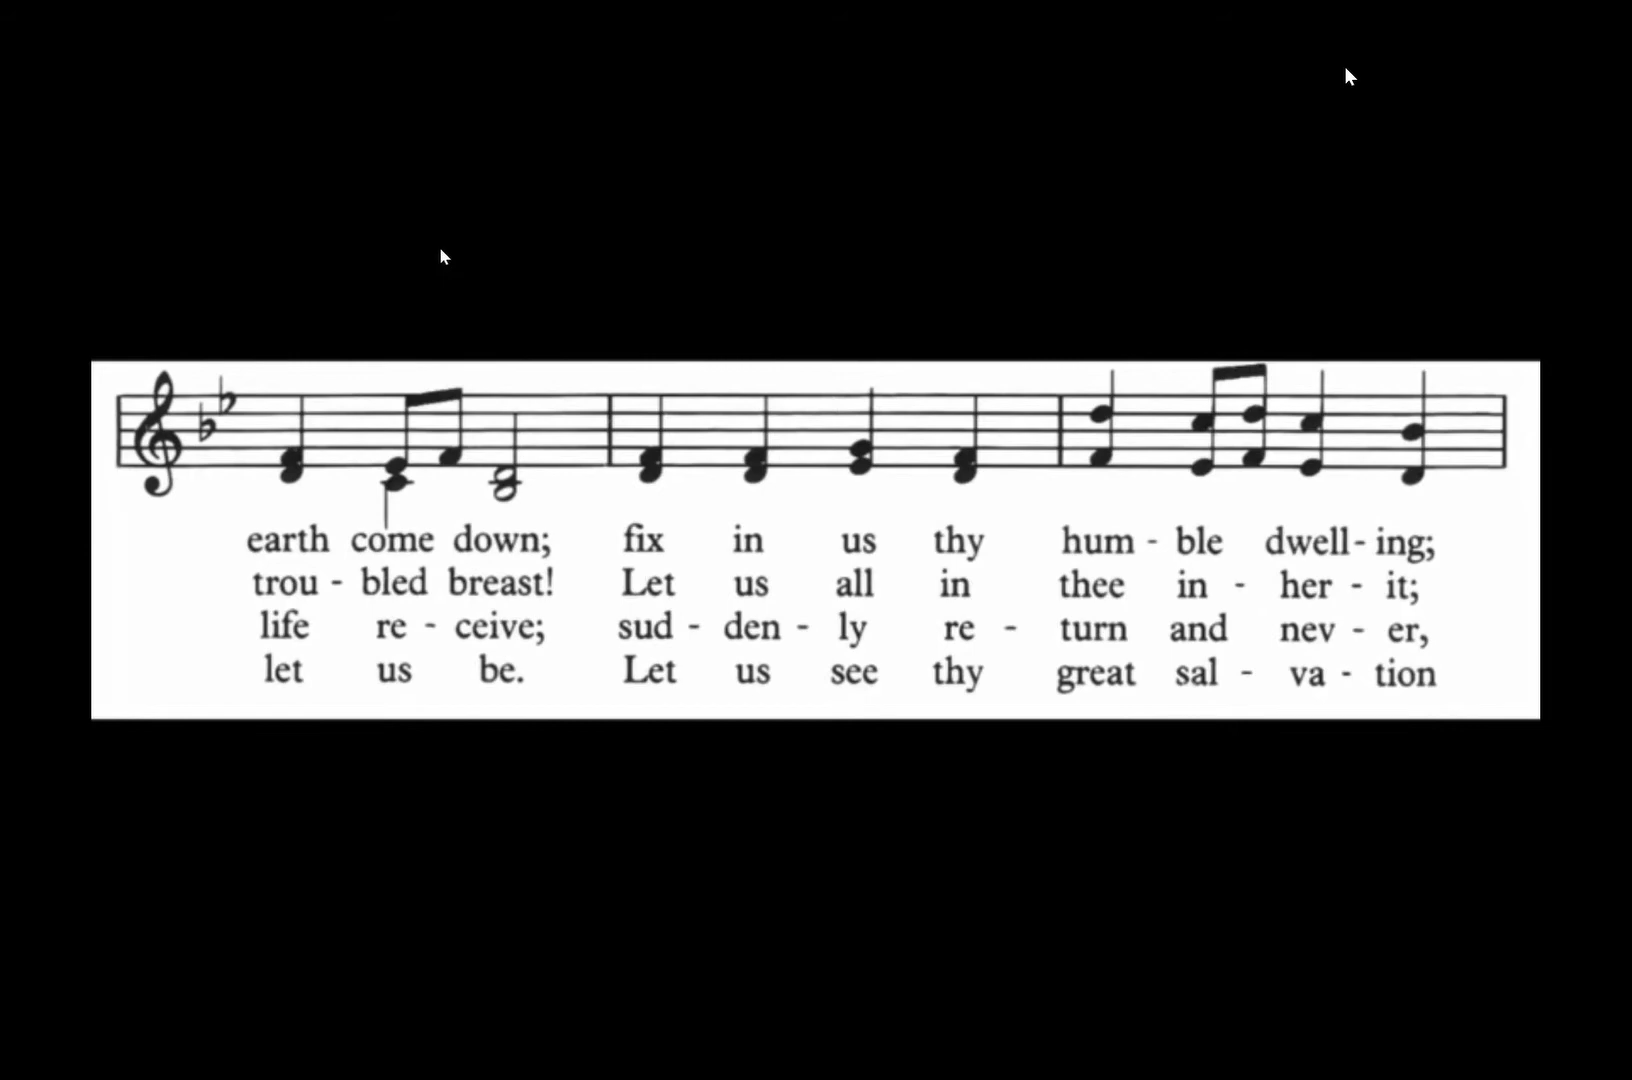 earth come down; fix in us thy hum - ble dwell - ing;
trou - bled breast! Let us all in thee in - her - it;
life re - ceive; sud - den - ly re - turn and nev - er,
let us be. Let us see thy great sal - va - tion